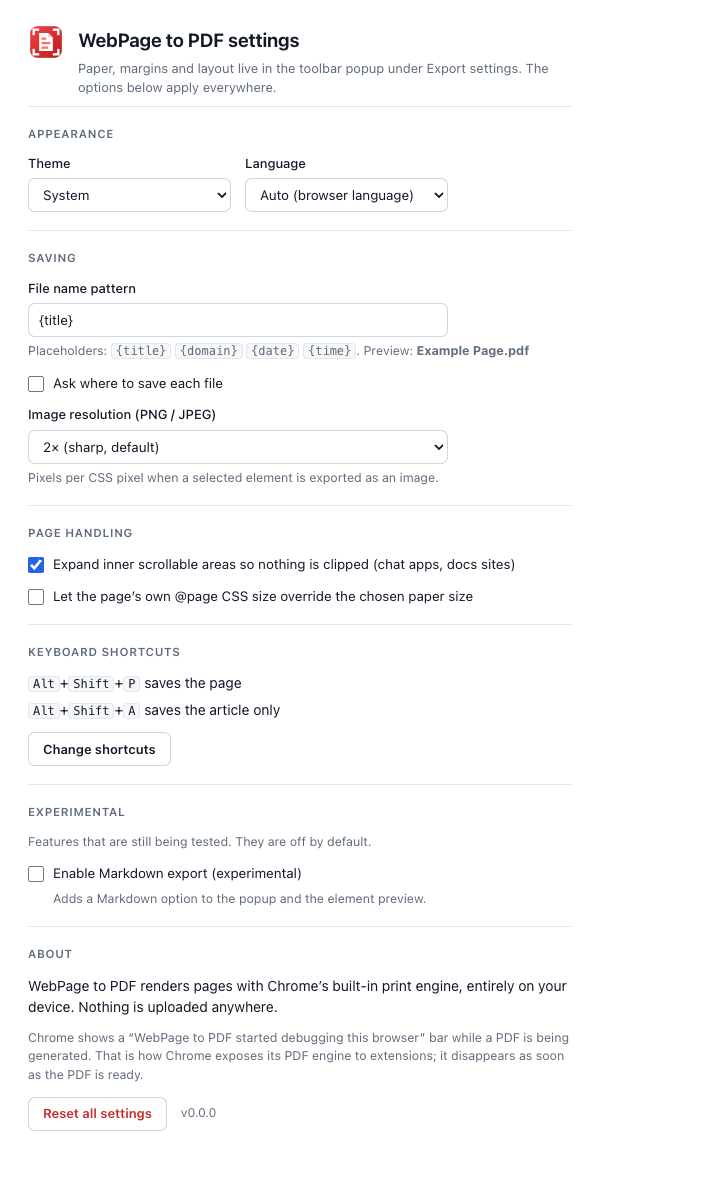 WebPage to PDF settings
Paper, margins and layout live in the toolbar popup under Export settings. The
options below apply everywhere.
APPEARANCE
Theme
Language
System
Auto (browser language)
SAVING
File name pattern
{title}
Placeholders: {title} {domain} {date} {time}. Preview: Example Page.pdf
Ask where to save each file
Image resolution (PNG / JPEG)
2× (sharp, default)
Pixels per CSS pixel when a selected element is exported as an image.
PAGE HANDLING
Expand inner scrollable areas so nothing is clipped (chat apps, docs sites)
Let the page's own @page CSS size override the chosen paper size
KEYBOARD SHORTCUTS
Alt+Shift+P saves the page
Alt+Shift+A saves the article only
Change shortcuts
EXPERIMENTAL
Features that are still being tested. They are off by default.
Enable Markdown export (experimental)
Adds a Markdown option to the popup and the element preview.
ABOUT
WebPage to PDF renders pages with Chrome’s built-in print engine, entirely on your
device. Nothing is uploaded anywhere.
Chrome shows a “WebPage to PDF started debugging this browser” bar while a PDF is being
generated. That is how Chrome exposes its PDF engine to extensions; it disappears as soon
as the PDF is ready.
Reset all settings
v0.0.0